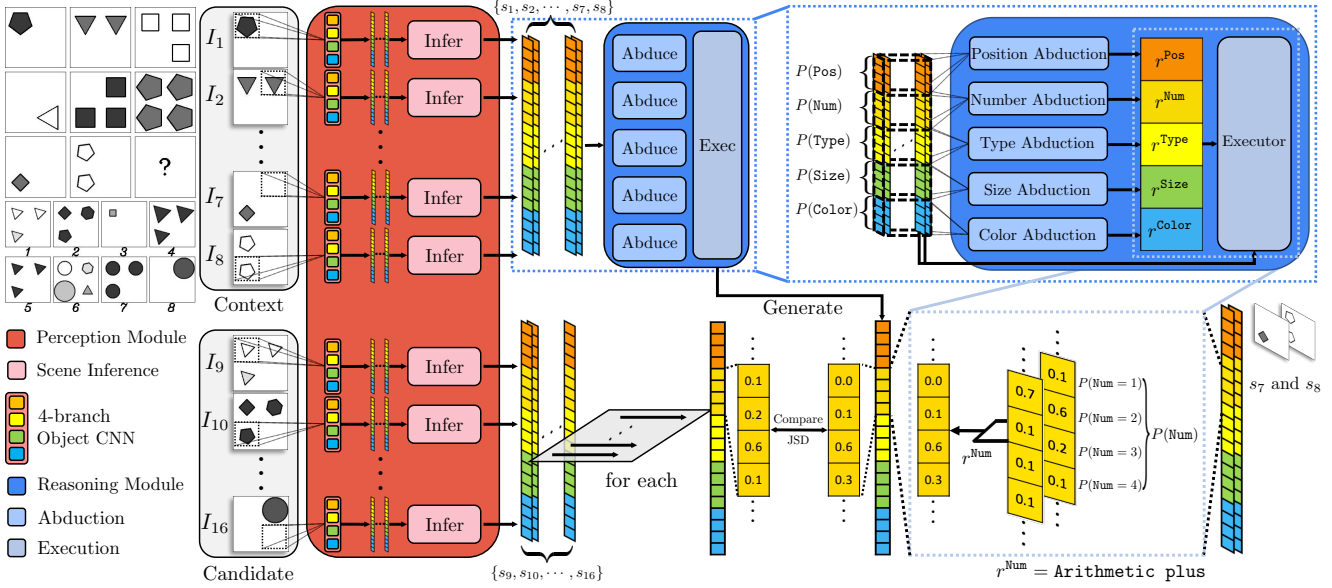 ?
1 2 3 4
5 6 7 8
I1
I2
I7
I8
Context
I9
I10
I16
Candidate
Infer
Infer
Infer
Infer
Infer
Infer
Infer
{s1, s2, ⋯ , s7, s8}
{s9, s10, ⋯ , s16}
Abduce
Abduce
Abduce
Abduce
Abduce
Exec
P(Pos)
P(Num)
P(Type)
P(Size)
P(Color)
Position Abduction
Number Abduction
Type Abduction
Size Abduction
Color Abduction
r^Pos
r^Num
r^Type
r^Size
r^Color
Executor
Perception Module
Scene Inference
4-branch
Object CNN
Reasoning Module
Abduction
Execution
for each
Generate
0.1
0.2
0.6
0.1
Compare
JSD
0.0
0.1
0.6
0.3
0.0
0.1
0.6
0.3
r^Num
0.7
0.1
0.1
0.1
0.1
0.6
0.2
0.1
P(Num = 1)
P(Num = 2)
P(Num = 3)
P(Num = 4)
P(Num)
s7 and s8
r^Num = Arithmetic plus